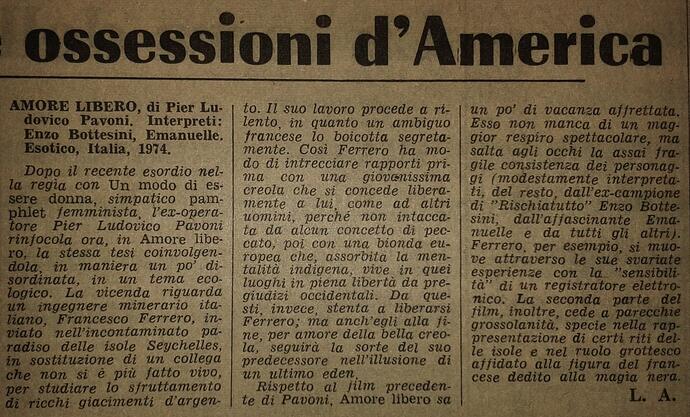 e ossessioni d'America
AMORE LIBERO, di Pier Lu-
dovico Pavoni. Interpreti:
Enzo Bottesini, Emanuelle.
Esotico, Italia, 1974.
Dopo il recente esordio nel-
la regia con Un modo di es-
sere donna, simpatico pam-
phlet femminista, l'ex-opera-
tore Pier Ludovico Pavoni
rinfocola ora, in Amore libe-
ro, la stessa tesi coinvolgen-
dola, in maniera un po' di-
sordinata, in un tema eco-
logico. La vicenda riguarda
un ingegnere minerario ita-
liano, Francesco Ferrero, in-
viato nell'incontaminato pa-
radiso delle isole Seychelles,
in sostituzione di un collega
che non si è più fatto vivo,
per studiare lo sfruttamento
di ricchi giacimenti d'argen-
to. Il suo lavoro procede a ri-
lento, in quanto un ambiguo
francese lo boicotta segreta-
mente. Così Ferrero ha mo-
do di intrecciare rapporti pri-
ma con una giovanissima
creola che si concede libera-
mente a lui, come ad altri
uomini, perché non intacca-
ta da alcun concetto di pec-
cato, poi con una bionda eu-
ropea che, assorbita la men-
talità indigena, vive in quei
luoghi in piena libertà da pre-
giudizi occidentali. Da que-
sti, invece, stenta a liberarsi
Ferrero; ma anch'egli alla fi-
ne, per amore della bella creo-
la, seguirà la sorte del suo
predecessore nell'illusione di
un ultimo eden.
Rispetto al film preceden-
te di Pavoni, Amore libero sa
un po' di vacanza affrettata.
Esso non manca di un mag-
gior respiro spettacolare, ma
salta agli occhi la assai fra-
gile consistenza dei personag-
gi (modestamente interpreta-
ti, del resto, dall'ex-campione
di "Rischiatutto" Enzo Botte-
sini, dall'affascinante Ema-
nuelle e da tutti gli altri).
Ferrero, per esempio, si muo-
ve attraverso le sue svariate
esperienze con la "sensibili-
tà" di un registratore elettro-
nico. La seconda parte del
film, inoltre, cede a parecchie
grossolanità, specie nella rap-
presentazione di certi riti del-
le isole e nel ruolo grottesco
affidato alla figura del fran-
cese dedito alla magia nera.
L. A.